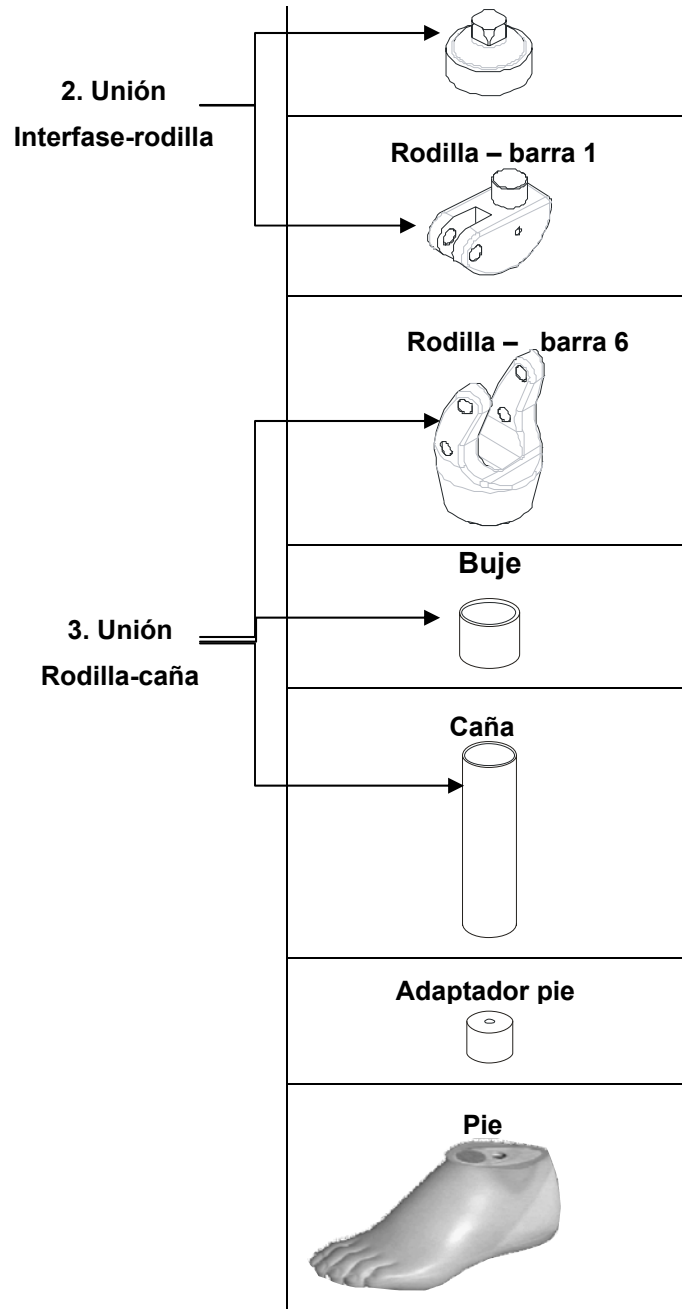 2. Unión
Interfase-rodilla
Rodilla – barra 1
Rodilla – barra 6
Buje
3. Unión
Rodilla-caña
Caña
Adaptador pie
Pie